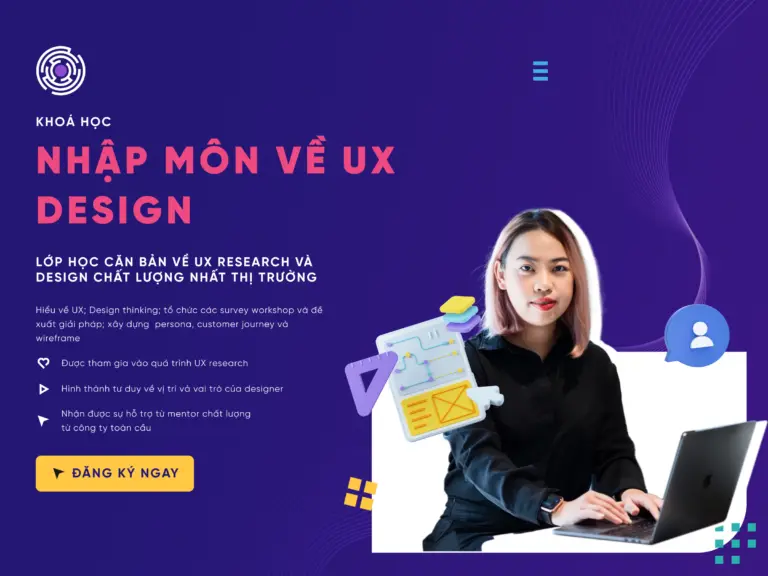 KHOÁ HỌC
NHẬP MÔN VỀ UX
DESIGN
LỚP HỌC CĂN BẢN VỀ UX RESEARCH VÀ
DESIGN CHẤT LƯỢNG NHẤT THỊ TRƯỜNG
Hiểu về UX; Design thinking; tổ chức các survey workshop và đề
xuất giải pháp; xây dựng persona, customer journey và
wireframe
Được tham gia vào quá trình UX research
Hình thành tư duy về vị trí và vai trò của designer
Nhận được sự hỗ trợ từ mentor chất lượng
từ công ty toàn cầu
ĐĂNG KÝ NGAY